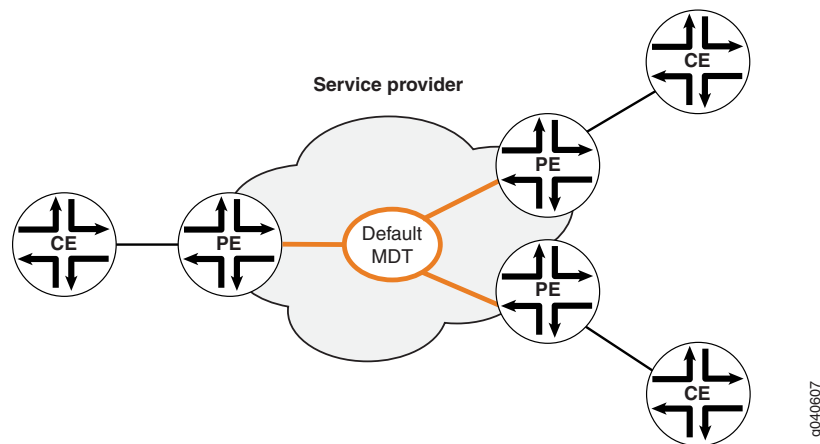 Service provider
CE
PE
CE
PE
Default
MDT
PE
CE
g040607